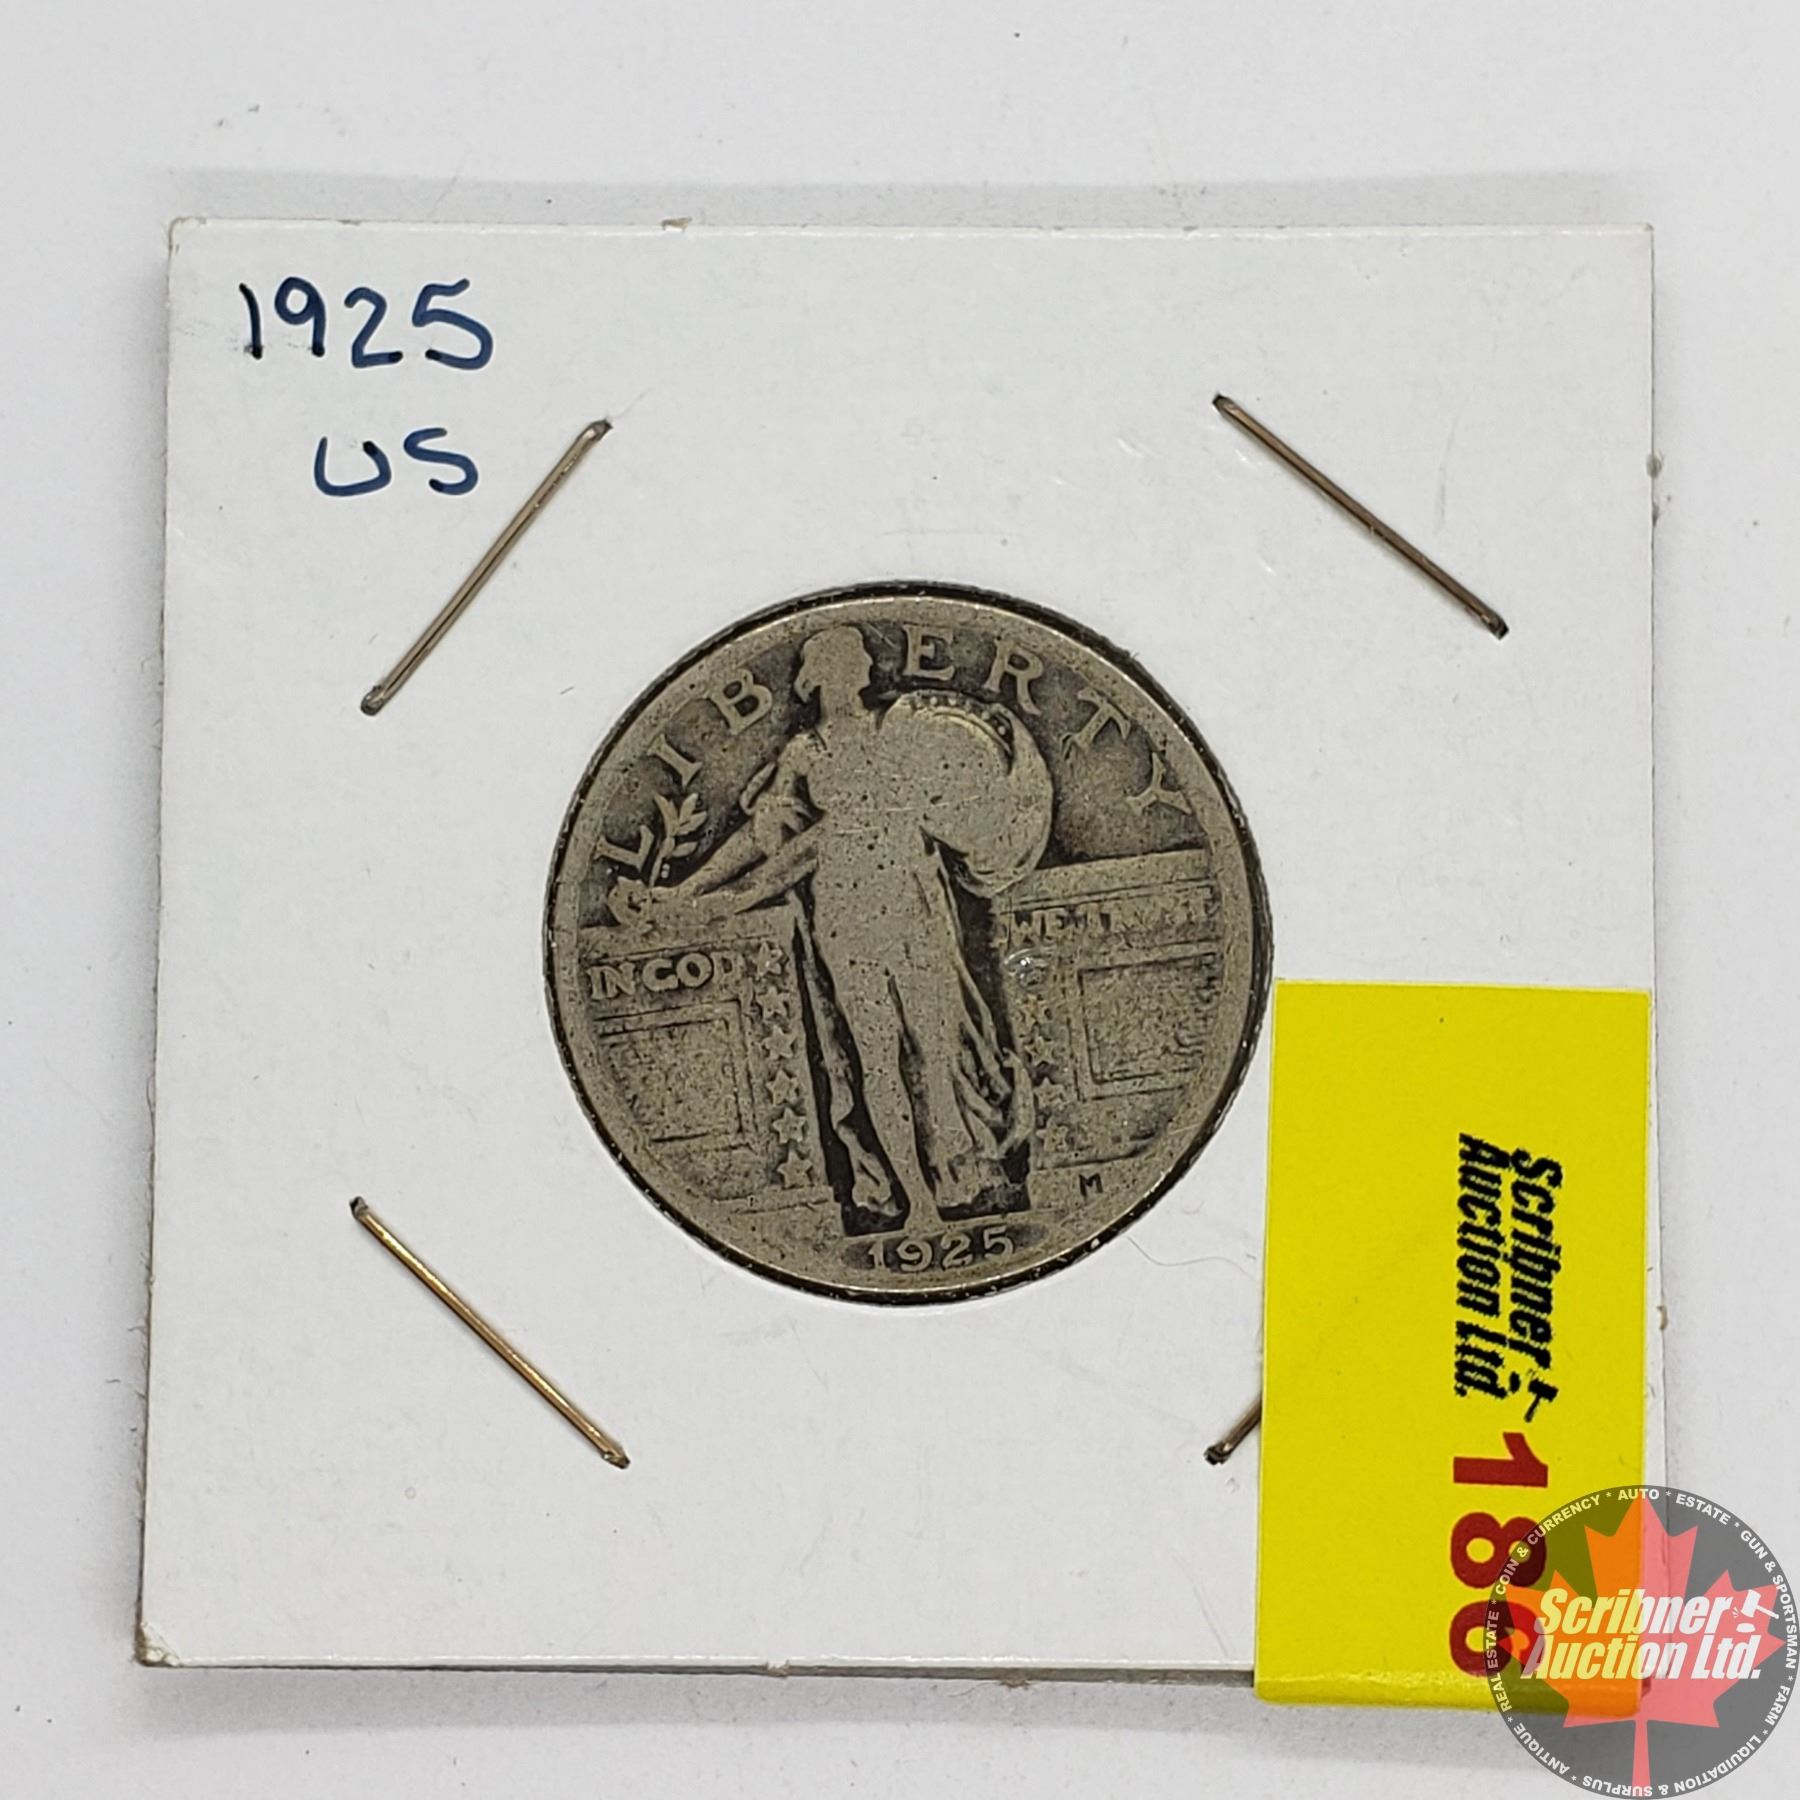 1925
US
LIBERTY
IN GOD
WE TRUST
M
1925
Scribner
Auction Ltd.
Scribner
Auction Ltd.
COIN & CURRENCY * AUTO * ESTATE * GUN & SPORTSMAN * FARM * LIQUIDATION & SURPLUS * ANTIQUE * REAL ESTATE *